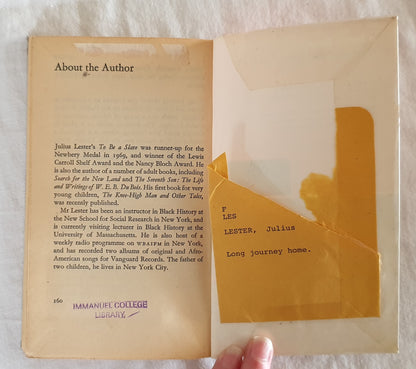 About the Author
Julius Lester's To Be a Slave was runner-up for the
Newbery Medal in 1969, and winner of the Lewis
Carroll Shelf Award and the Nancy Bloch Award. He
is also the author of a number of adult books, including
Search for the New Land and The Seventh Son: The Life
and Writings of W. E. B. DuBois. His first book for very
young children, The Knee-High Man and Other Tales,
was recently published.
Mr Lester has been an instructor in Black History at
the New School for Social Research in New York, and
is currently visiting lecturer in Black History at the
University of Massachusetts. He is also host of a
weekly radio programme on WBAIFM in New York,
and has recorded two albums of original and Afro-
American songs for Vanguard Records. The father of
two children, he lives in New York City.
160
IMMANUEL COLLEGE
LIBRARY
F
LES
LESTER, Julius
Long journey home.